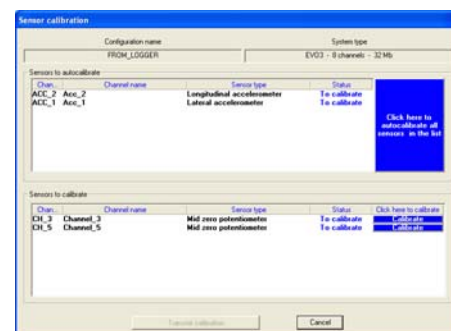 Sensor calibration
Configuration name System type
FROM_LOGGER EVO3 - 8 channels - 32 Mb
Sensors to autocalibrate
Chan... Channel name Sensor type Status
ACC_2 Acc_2 Longitudinal accelerometer To calibrate
ACC_1 Acc_1 Lateral accelerometer To calibrate
Click here to
autocalibrate all
sensors in the list
Sensors to calibrate
Chan... Channel name Sensor type Status Click here to calibrate
CH_3 Channel_3 Mid zero potentiometer To calibrate Calibrate
CH_5 Channel_5 Mid zero potentiometer To calibrate Calibrate
Transmit calibration Cancel